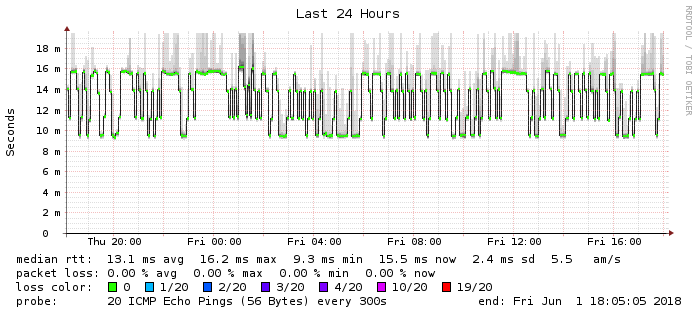 Last 24 Hours
RRDTOOL / TOBI OETIKER
Seconds
18 m
16 m
14 m
12 m
10 m
8 m
6 m
4 m
2 m
0
Thu 20:00 Fri 00:00 Fri 04:00 Fri 08:00 Fri 12:00 Fri 16:00
median rtt: 13.1 ms avg 16.2 ms max 9.3 ms min 15.5 ms now 2.4 ms sd 5.5 am/s
packet loss: 0.00 % avg 0.00 % max 0.00 % min 0.00 % now
loss color: 0 1/20 2/20 3/20 4/20 10/20 19/20
probe: 20 ICMP Echo Pings (56 Bytes) every 300s end: Fri Jun 1 18:05:05 2018